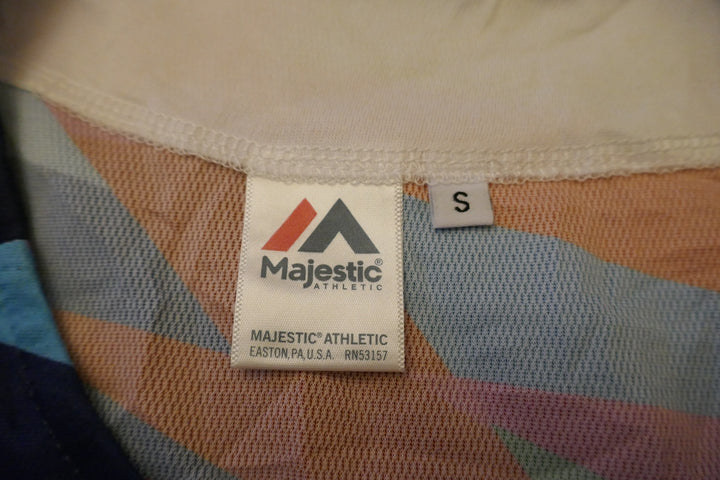 Majestic®
ATHLETIC
MAJESTIC® ATHLETIC
EASTON, PA, U.S.A. RN53157
S